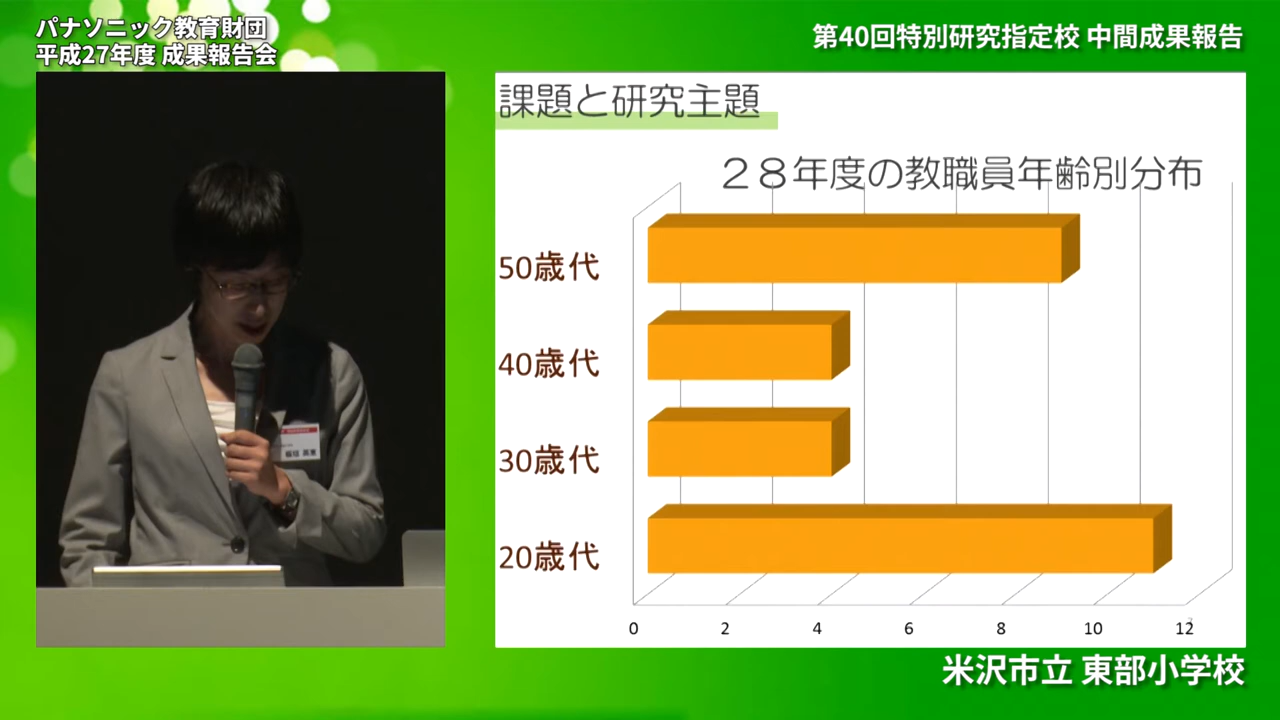 パナソニック教育財団
平成27年度 成果報告会
第40回特別研究指定校 中間成果報告
課題と研究主題
２８年度の教職員年齢別分布
50歳代
40歳代
30歳代
20歳代
0 2 4 6 8 10 12
米沢市立 東部小学校